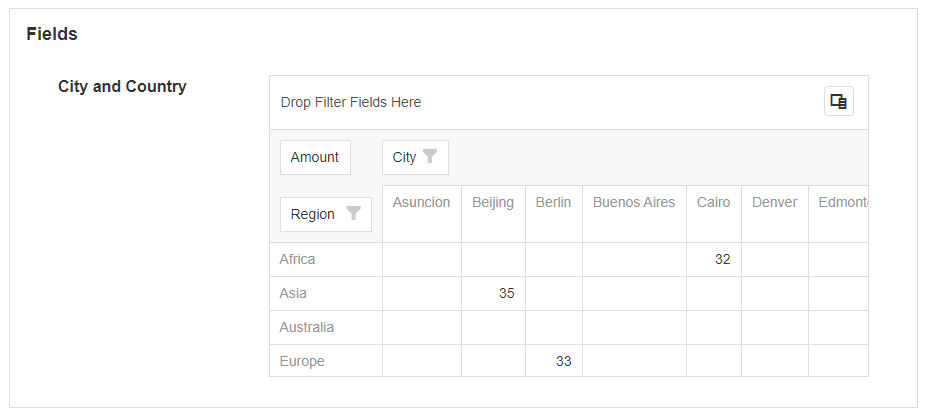 Fields
City and Country
Drop Filter Fields Here
Amount City
Region Asuncion Beijing Berlin Buenos Aires Cairo Denver Edmont
Africa 32
Asia 35
Australia
Europe 33